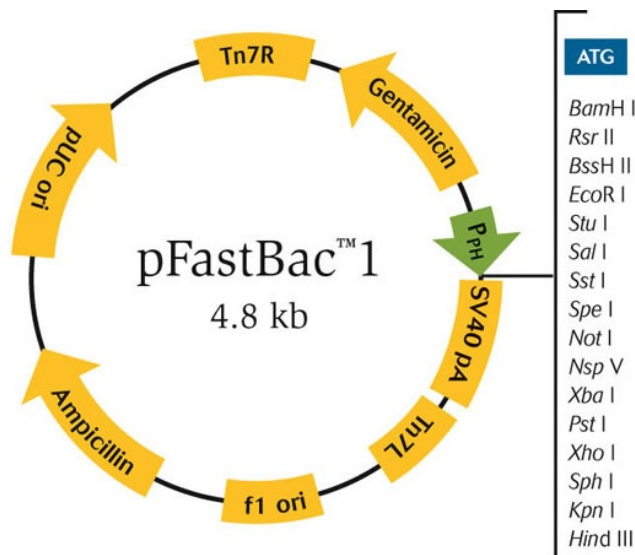 Tn7R
Gentamicin
PPH
SV40 pA
Tn7L
f1 ori
Ampicillin
pUC ori
pFastBac™1
4.8 kb
ATG
BamH I
Rsr II
BssH II
EcoR I
Stu I
Sal I
Sst I
Spe I
Not I
Nsp V
Xba I
Pst I
Xho I
Sph I
Kpn I
Hind III